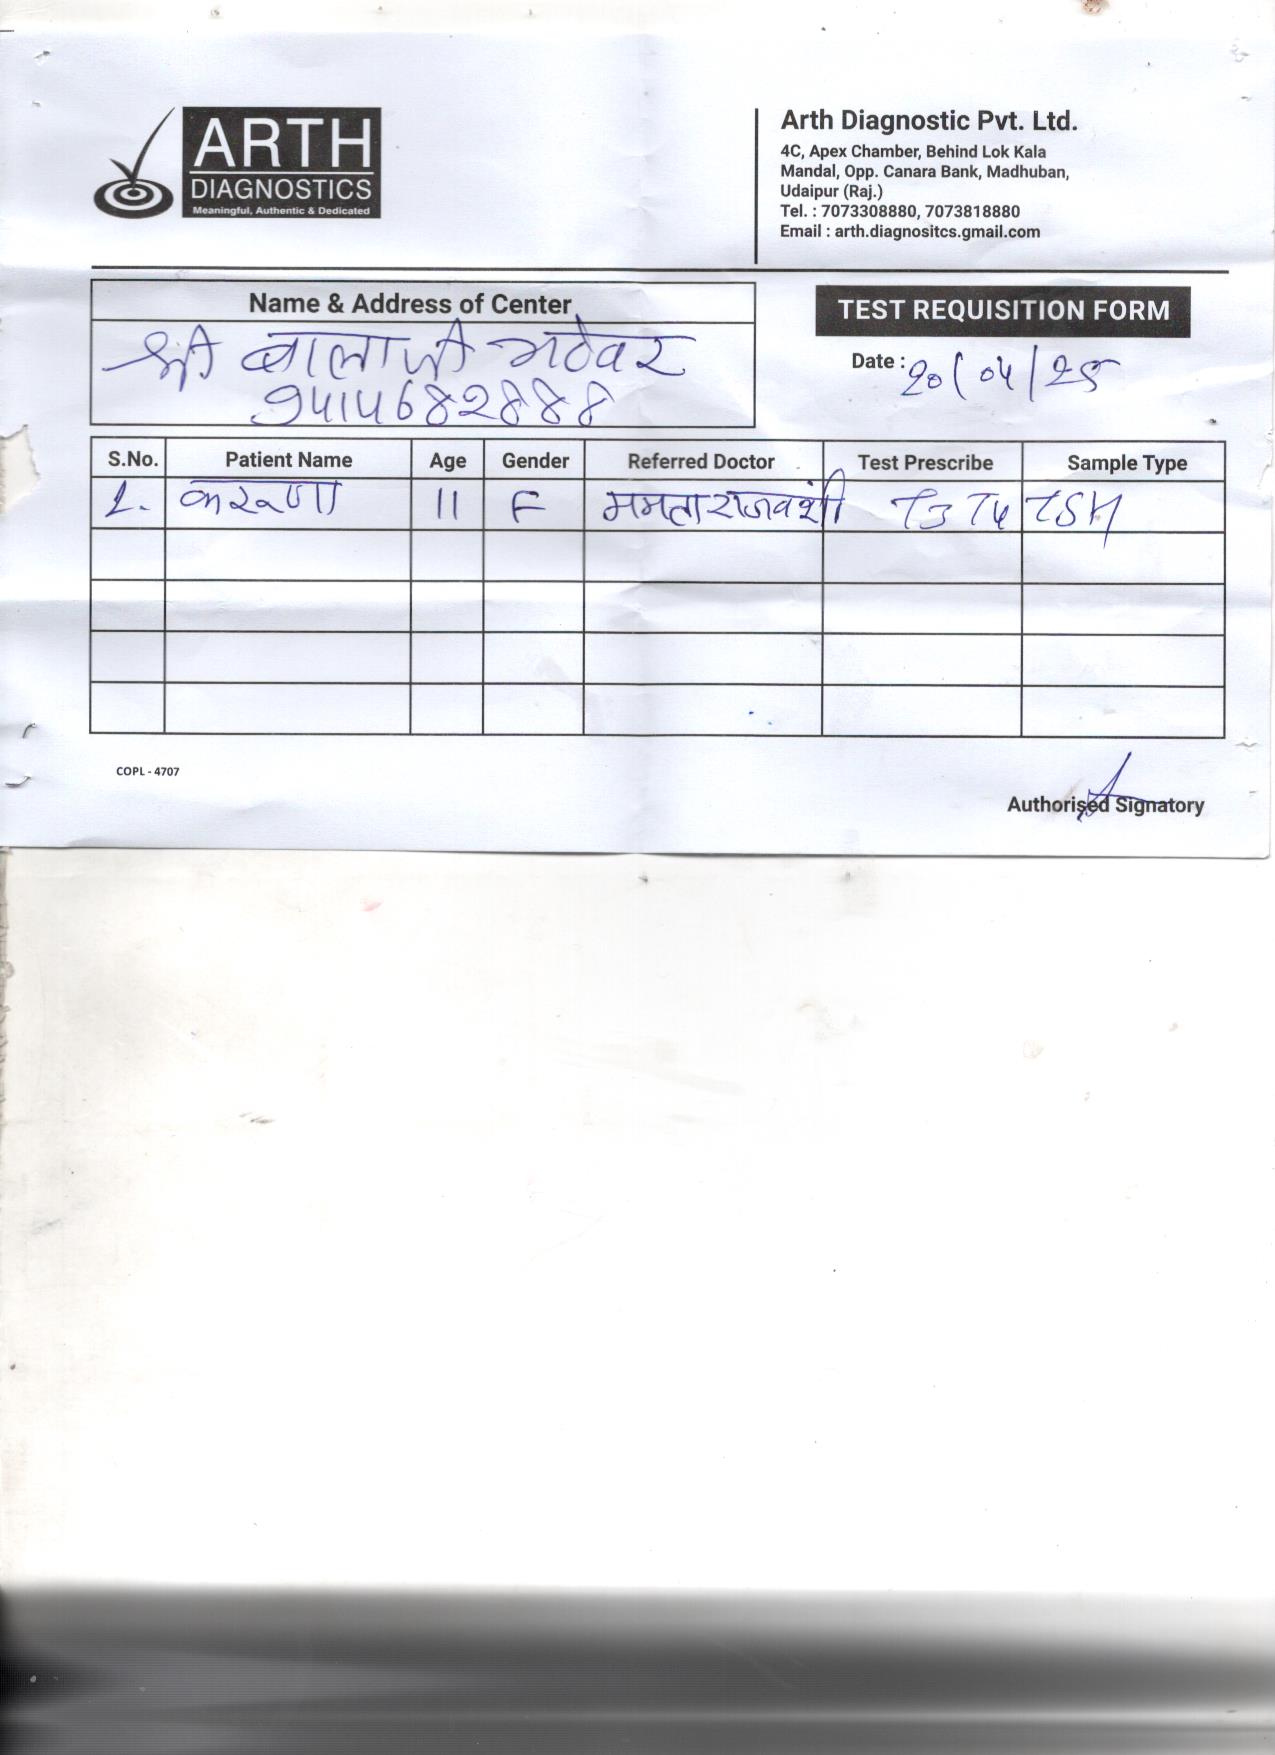 ARTH
DIAGNOSTICS
Meaningful, Authentic & Dedicated
Arth Diagnostic Pvt. Ltd.
4C, Apex Chamber, Behind Lok Kala
Mandal, Opp. Canara Bank, Madhuban,
Udaipur (Raj.)
Tel. : 7073308880, 7073818880
Email : arth.diagnositcs.gmail.com
Name & Address of Center
श्री बालाजी भटेवर
9414682888
TEST REQUISITION FORM
Date : 20/04/25
S.No. Patient Name Age Gender Referred Doctor Test Prescribe Sample Type
1. करूणा 11 F ममता राजवंशी T3 T4 TSH
COPL - 4707
Authorised Signatory